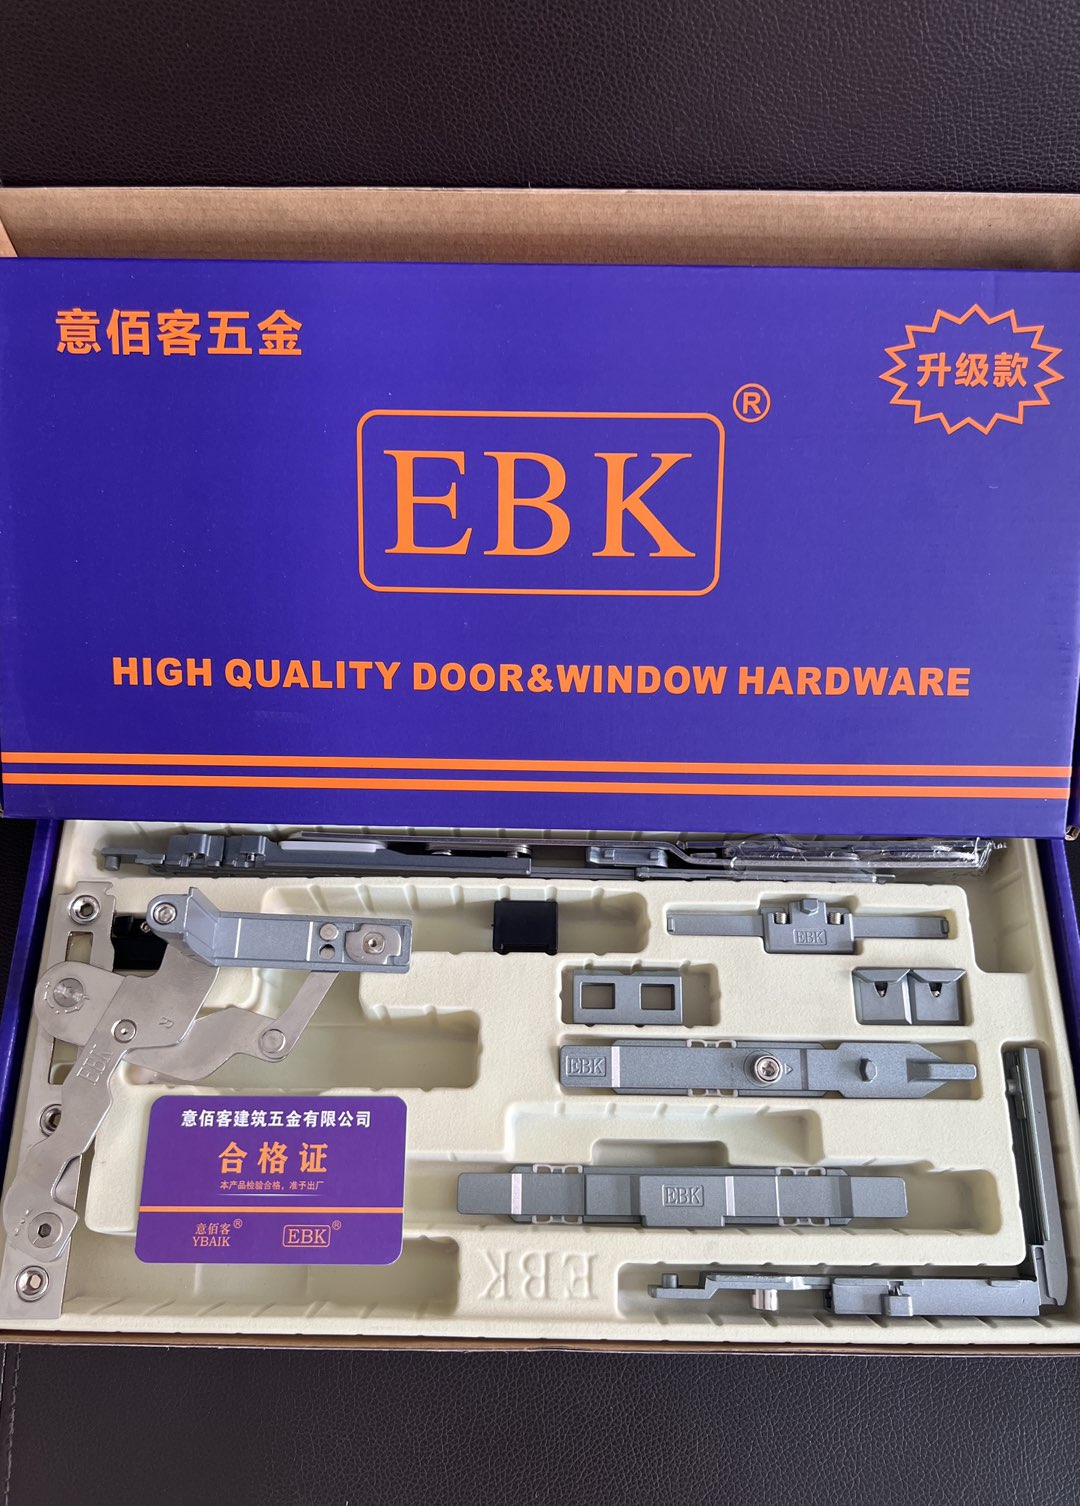 意佰客五金
升级款
EBK®
HIGH QUALITY DOOR&WINDOW HARDWARE
EBK
EBK
EBK
R
EBK
意佰客建筑五金有限公司
合格证
本产品检验合格，准予出厂
意佰客®
YBAIK
EBK®
EBK